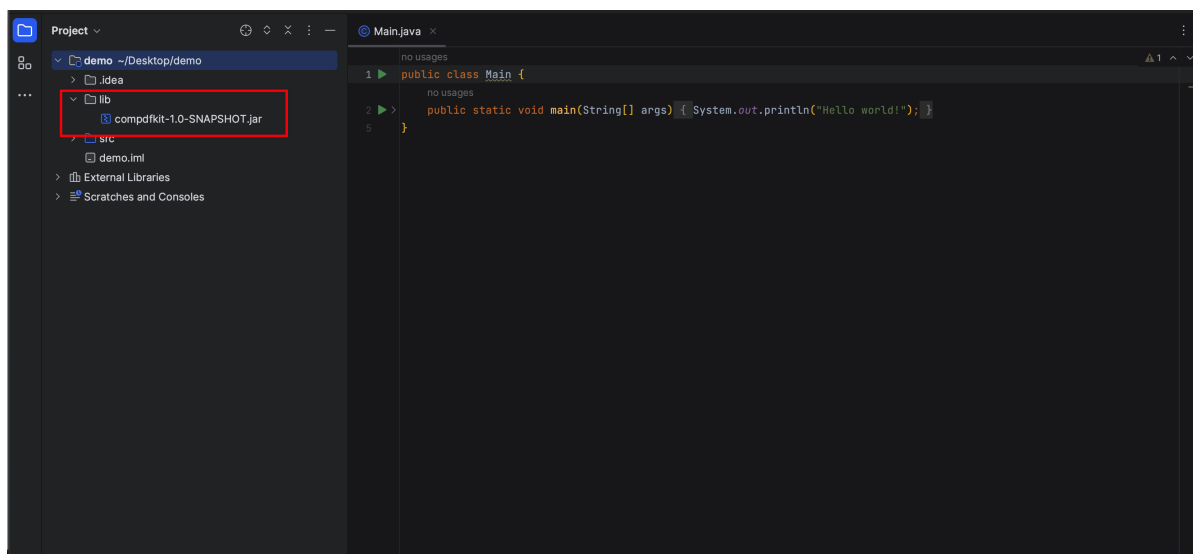 Project
demo ~/Desktop/demo
.idea
lib
compdfkit-1.0-SNAPSHOT.jar
src
demo.iml
External Libraries
Scratches and Consoles
Main.java
no usages
1 public class Main {
no usages
2 public static void main(String[] args) { System.out.println("Hello world!"); }
5 }
1